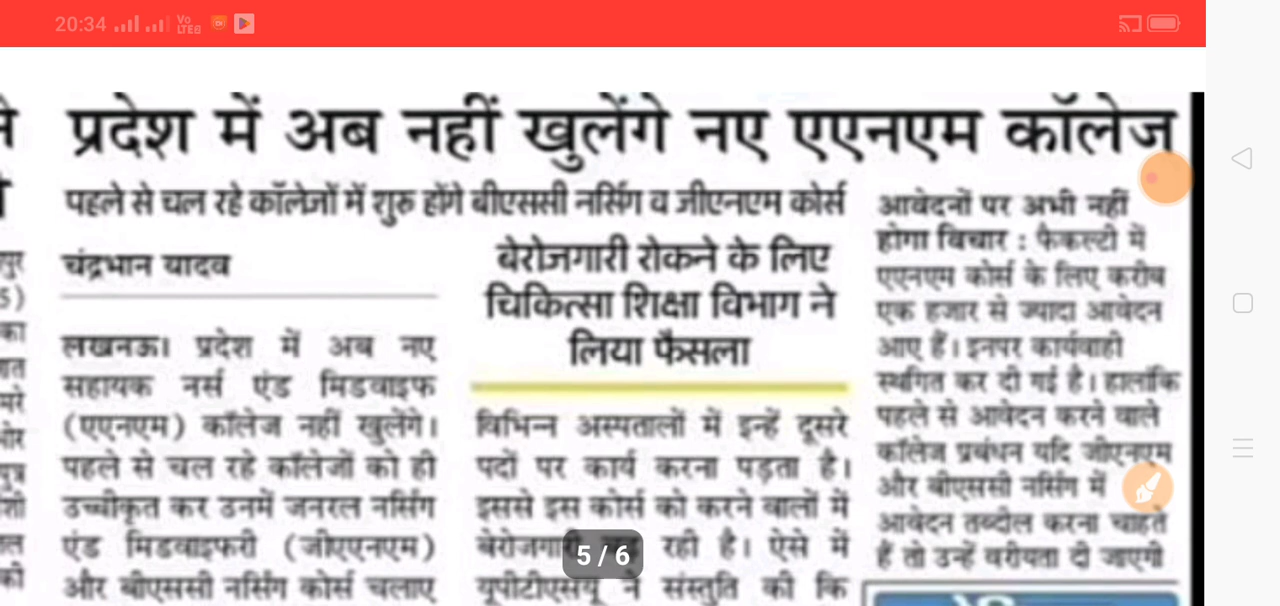 20:34
Vo
LTE
प्रदेश में अब नहीं खुलेंगे नए एएनएम कॉलेज
पहले से चल रहे कॉलेजों में शुरु होंगे बीएससी नर्सिंग व जीएनएम कोर्स
चंद्रभान यादव
लखनऊ। प्रदेश में अब नए
सहायक नर्स एंड मिडवाइफ
(एएनएम) कॉलेज नहीं खुलेंगे।
पहले से चल रहे कॉलेजों को ही
उच्चीकृत कर उनमें जनरल नर्सिंग
एंड मिडवाइफरी (जीएएनएम)
और बीएससी नर्सिंग कोर्स चलाए
बेरोजगारी रोकने के लिए
चिकित्सा शिक्षा विभाग ने
लिया फैसला
विभिन्न अस्पतालों में इन्हें दूसरे
पदों पर कार्य करना पड़ता है।
इससे इस कोर्स को करने वालों में
रही है। ऐसे में
यूपीटीएसयू ने संस्तुति की कि
आवेदनों पर अभी नहीं
होगा विचार : फैकल्टी में
एएनएम कोर्स के लिए करीब
एक हजार से ज्यादा आवेदन
आए हैं। इनपर कार्यवाही
स्थगित कर दी गई है। हालांकि
पहले से आवेदन करने वाले
कॉलेज प्रबंधन यदि जीएनएम
और बीएससी नर्सिंग में
आवेदन तब्दील करना चाहते
हैं तो उन्हें वरीयता दी जाएगी
5 / 6